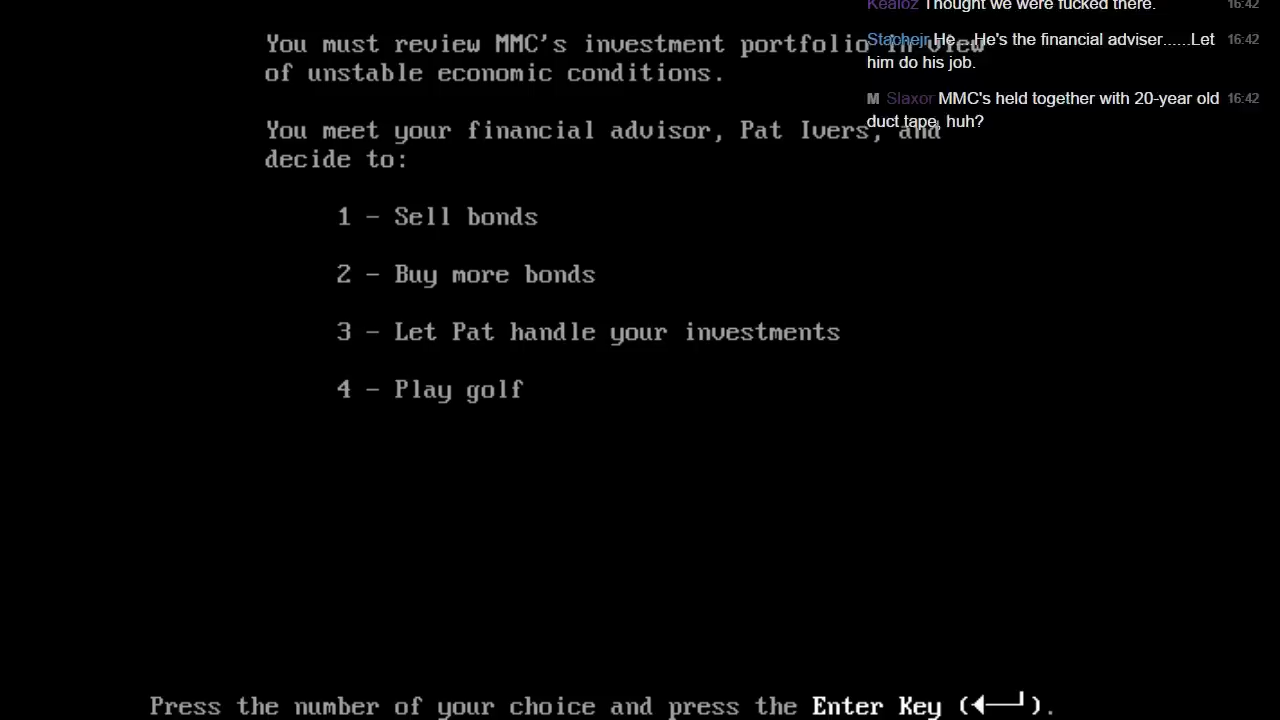 Kealoz Thought we were fucked there. 16:42
You must review MMC's investment portfolio in view
of unstable economic conditions.
Stacheir He....He's the financial adviser......Let 16:42
him do his job.
M Slaxor MMC's held together with 20-year old 16:42
duct tape, huh?
You meet your financial advisor, Pat Ivers, and
decide to:
1 - Sell bonds
2 - Buy more bonds
3 - Let Pat handle your investments
4 - Play golf
Press the number of your choice and press the Enter Key (◄─┘).